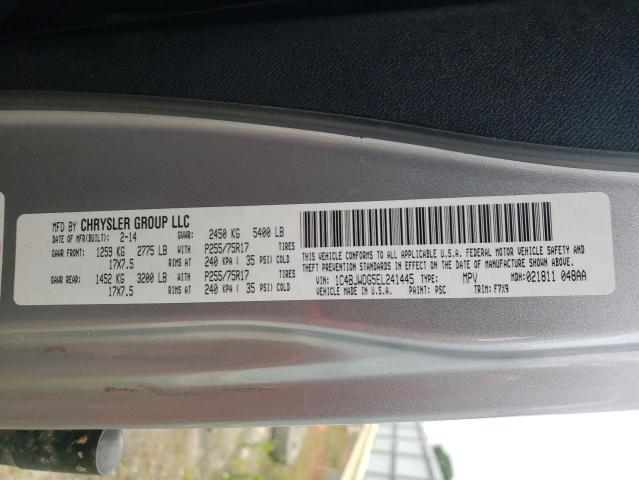 MFD BY CHRYSLER GROUP LLC
DATE OF MFR(BUILT): 2-14 GVWR: 2450 KG 5400 LB
GAWR FRONT: 1259 KG 2775 LB WITH P255/75R17 TIRES
17X7.5 RIMS AT 240 KPA ( 35 PSI) COLD
GAWR REAR: 1452 KG 3200 LB WITH P255/75R17 TIRES
17X7.5 RIMS AT 240 KPA ( 35 PSI) COLD
THIS VEHICLE CONFORMS TO ALL APPLICABLE U.S.A. FEDERAL MOTOR VEHICLE SAFETY AND
THEFT PREVENTION STANDARDS IN EFFECT ON THE DATE OF MANUFACTURE SHOWN ABOVE.
VIN: 1C4BJWDG5EL241445 TYPE: MPV MDH:021811 048AA
VEHICLE MADE IN U.S.A. PAINT: PSC TRIM:F7X9